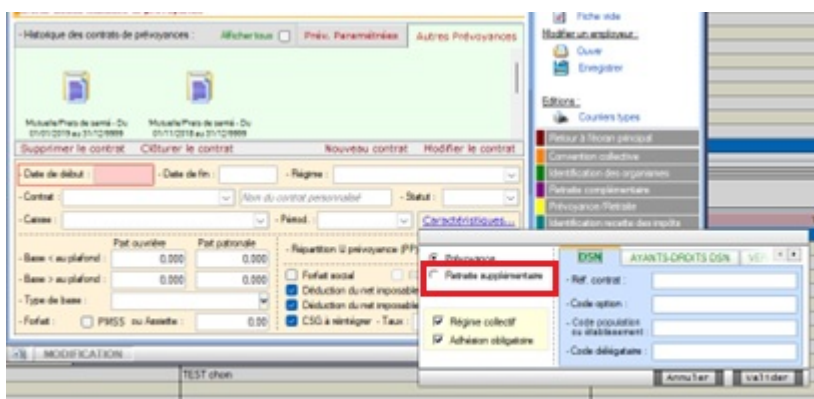 - Historique des contrats de prévoyances : Afficher tous Prév. Paramétrées Autres Prévoyances
Mutuelle/Frais de santé - Du 01/01/2019 au 31/12/9999
Mutuelle/Frais de santé - Du 01/11/2018 au 31/12/9999
Supprimer le contrat Clôturer le contrat Nouveau contrat Modifier le contrat
- Date de début : - Date de fin : - Régime :
- Contrat : Nom du contrat personnalisé - Statut :
- Caisse : - Périod. : Caractéristiques...
Part ouvrière Part patronale
- Base < au plafond : 0.000 0.000
- Base > au plafond : 0.000 0.000
- Type de base :
- Forfait : PMSS ou Assiette : 0.00
- Répartition prévoyance (PP)
Forfait social
Déduction du net imposable
Déduction du net imposable
CSG à réintégrer - Taux :
Fiche vide
Modifier un employeur :
Ouvrir
Enregistrer
Editions :
Courriers types
Retour à l'écran principal
Convention collective
Identification des organismes
Retraite complémentaire
Prévoyance/Retraite
Identification recette des impôts
Prévoyance
Retraite supplémentaire
Régime collectif
Adhésion obligatoire
DSN AYANTS-DROITS DSN
- Réf. contrat :
- Code option :
- Code population ou établissement :
- Code délégataire :
Annuler Valider
MODIFICATION
TEST chom